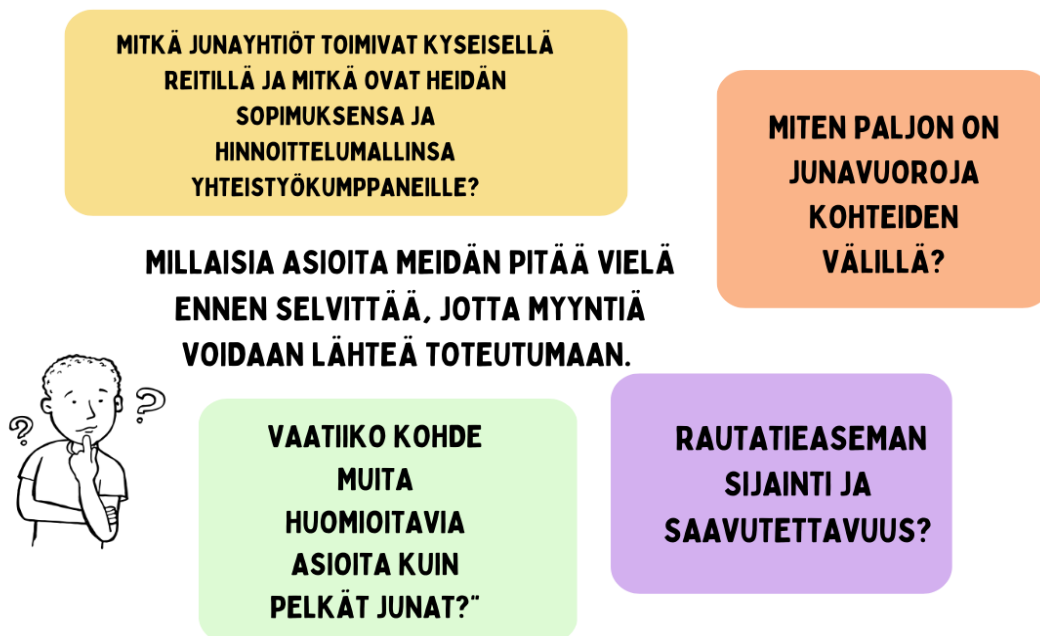 MITKÄ JUNAYHTIÖT TOIMIVAT KYSEISELLÄ
REITILLÄ JA MITKÄ OVAT HEIDÄN
SOPIMUKSENSA JA
HINNOITTELUMALLINSA
YHTEISTYÖKUMPPANEILLE?
MITEN PALJON ON
JUNAVUOROJA
KOHTEIDEN
VÄLILLÄ?
MILLAISIA ASIOITA MEIDÄN PITÄÄ VIELÄ
ENNEN SELVITTÄÄ, JOTTA MYYNTIÄ
VOIDAAN LÄHTEÄ TOTEUTUMAAN.
? ?
VAATIIKO KOHDE
MUITA
HUOMIOITAVIA
ASIOITA KUIN
PELKÄT JUNAT?"
RAUTATIEASEMAN
SIJAINTI JA
SAAVUTETTAVUUS?